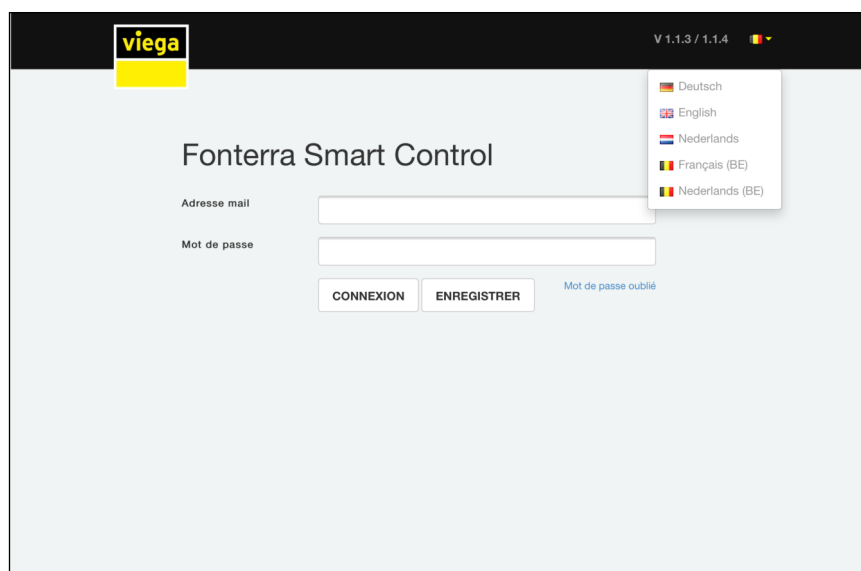 viega
V 1.1.3 / 1.1.4
Deutsch
English
Nederlands
Français (BE)
Nederlands (BE)
Fonterra Smart Control
Adresse mail
Mot de passe
CONNEXION ENREGISTRER Mot de passe oublié